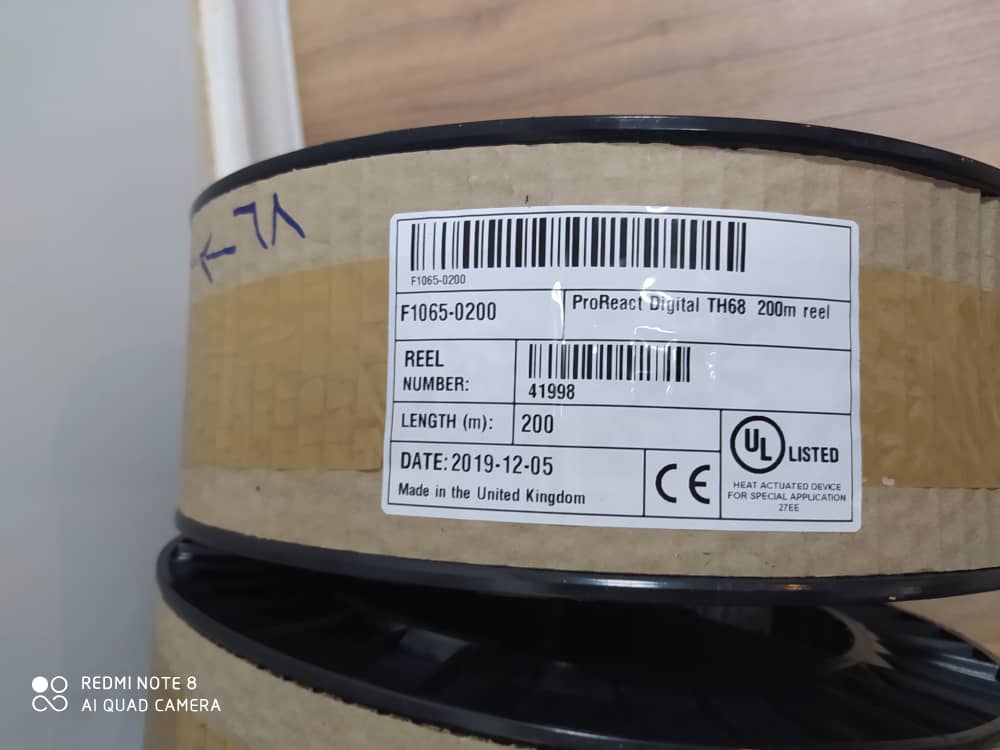 ← ٦٨
F1065-0200
F1065-0200
ProReact Digital TH68 200m reel
REEL
NUMBER:
41998
LENGTH (m): 200
DATE: 2019-12-05
Made in the United Kingdom
CE
UL LISTED
HEAT ACTUATED DEVICE
FOR SPECIAL APPLICATION
27EE
REDMI NOTE 8
AI QUAD CAMERA